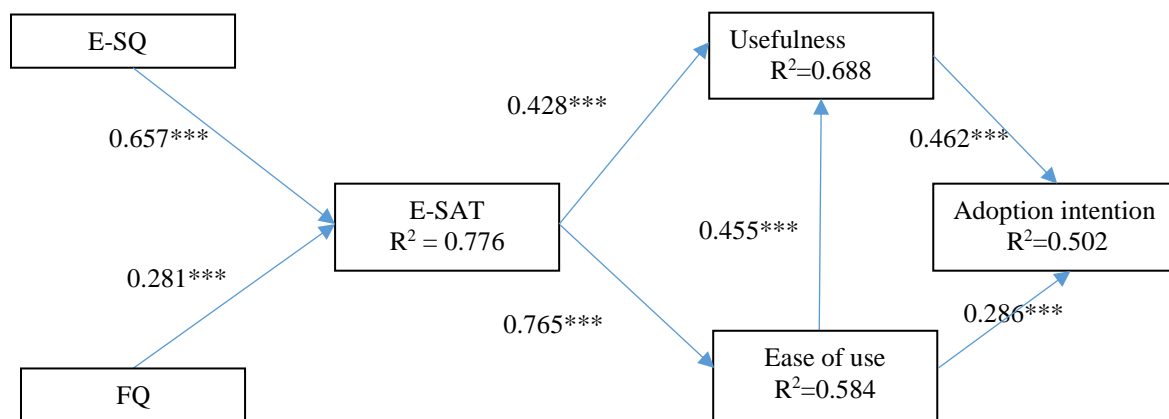 E-SQ
Usefulness
R²=0.688
0.428***
0.657***
0.462***
E-SAT
R² = 0.776
Adoption intention
R²=0.502
0.455***
0.281***
0.286***
0.765***
Ease of use
R²=0.584
FQ